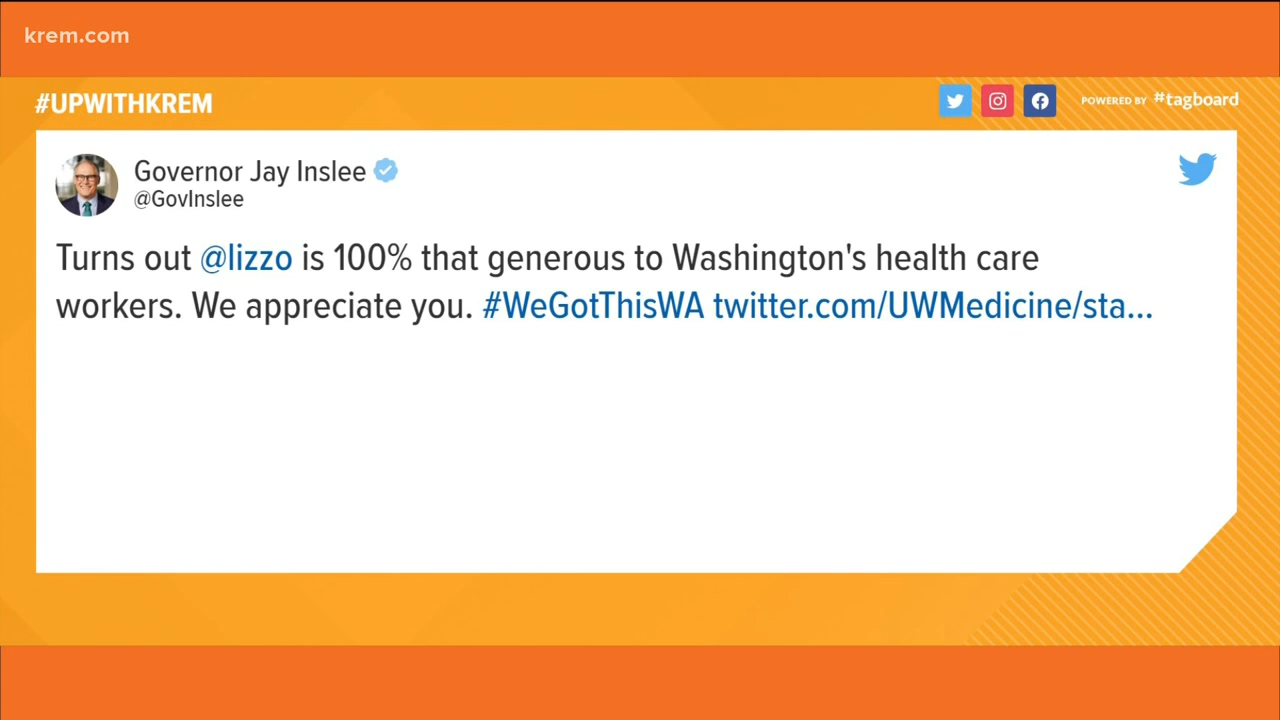 krem.com
#UPWITHKREM
POWERED BY #tagboard
Governor Jay Inslee
@GovInslee
Turns out @lizzo is 100% that generous to Washington's health care
workers. We appreciate you. #WeGotThisWA twitter.com/UWMedicine/sta...